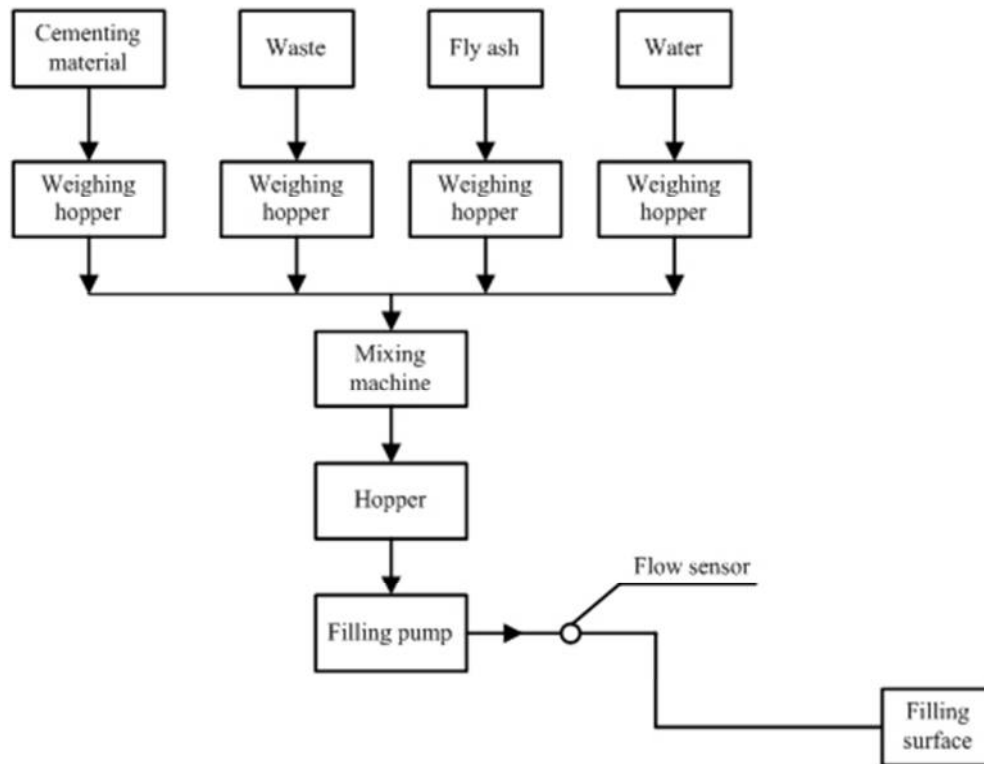 Cementing
material
Waste
Fly ash
Water
Weighing
hopper
Weighing
hopper
Weighing
hopper
Weighing
hopper
Mixing
machine
Hopper
Flow sensor
Filling pump
Filling
surface